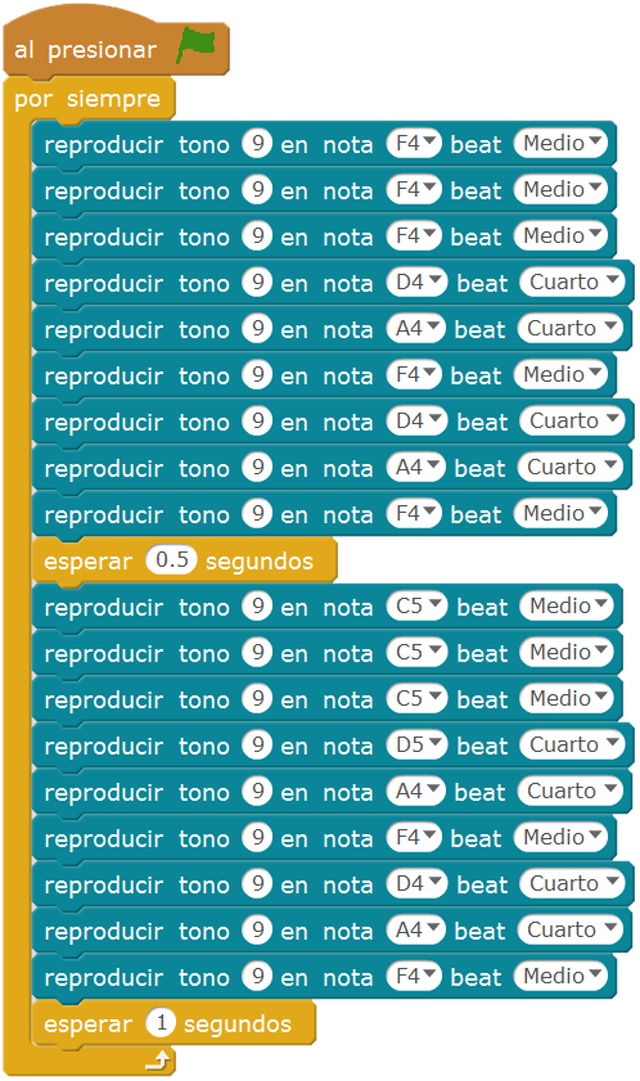 al presionar
por siempre
reproducir tono 9 en nota F4 beat Medio
reproducir tono 9 en nota F4 beat Medio
reproducir tono 9 en nota F4 beat Medio
reproducir tono 9 en nota D4 beat Cuarto
reproducir tono 9 en nota A4 beat Cuarto
reproducir tono 9 en nota F4 beat Medio
reproducir tono 9 en nota D4 beat Cuarto
reproducir tono 9 en nota A4 beat Cuarto
reproducir tono 9 en nota F4 beat Medio
esperar 0.5 segundos
reproducir tono 9 en nota C5 beat Medio
reproducir tono 9 en nota C5 beat Medio
reproducir tono 9 en nota C5 beat Medio
reproducir tono 9 en nota D5 beat Cuarto
reproducir tono 9 en nota A4 beat Cuarto
reproducir tono 9 en nota F4 beat Medio
reproducir tono 9 en nota D4 beat Cuarto
reproducir tono 9 en nota A4 beat Cuarto
reproducir tono 9 en nota F4 beat Medio
esperar 1 segundos